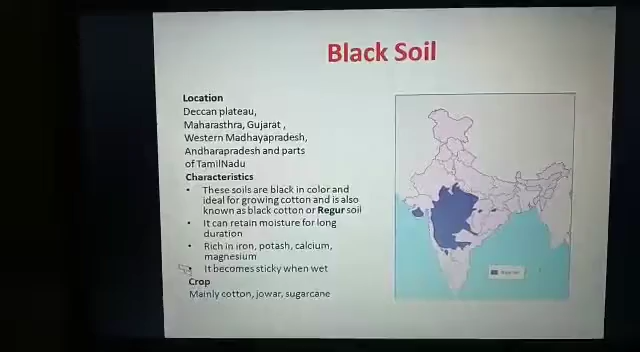 Black Soil
Location
Deccan plateau,
Maharasthra, Gujarat ,
Western Madhayapradesh,
Andharapradesh and parts
of TamilNadu
Characteristics
• These soils are black in color and
ideal for growing cotton and is also
known as black cotton or Regur soil
• It can retain moisture for long
duration
• Rich in iron, potash, calcium,
magnesium
• It becomes sticky when wet
Crop
Mainly cotton, jowar, sugarcane